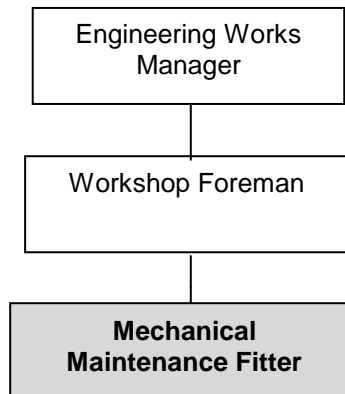 Engineering Works
Manager
Workshop Foreman
Mechanical
Maintenance Fitter